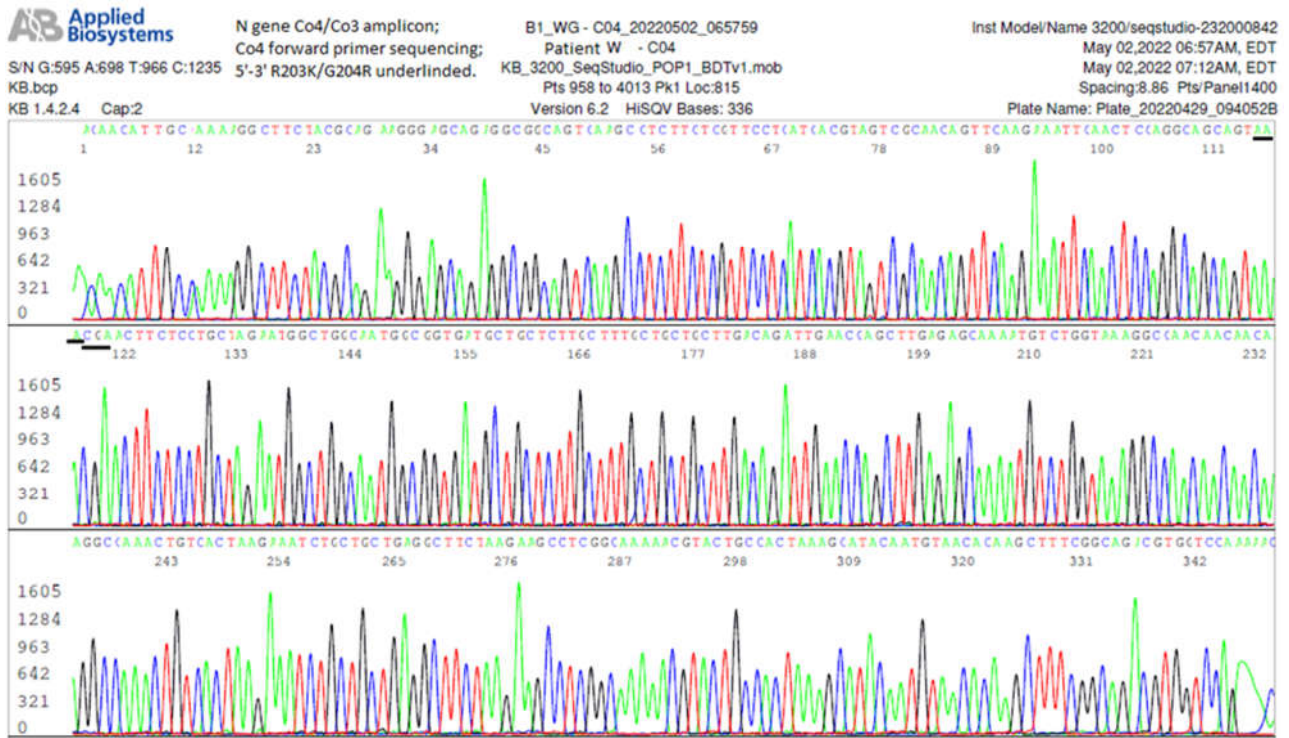 Applied
Biosystems
S/N G:595 A:698 T:966 C:1235
KB.bcp
KB 1.4.2.4 Cap:2
N gene Co4/Co3 amplicon;
Co4 forward primer sequencing;
5'-3' R203K/G204R underlinded.
B1_WG - C04_20220502_065759
Patient W - C04
KB_3200_SeqStudio_POP1_BDTv1.mob
Pts 958 to 4013 Pk1 Loc:815
Version 6.2 HiSQV Bases: 336
Inst Model/Name 3200/seqstudio-232000842
May 02,2022 06:57AM, EDT
May 02,2022 07:12AM, EDT
Spacing:8.86 Pts/Panel1400
Plate Name: Plate_20220429_094052B
ACAACATTGC AAAAGGCTTCTACGCAG AAGGGAGCAGAGGCGGCAGTCAAGCCTCTTCTCGTTCCTCATCACGTAGTCGCAACAGTTCAAGAAATTCAACTCCAGGCAGCAGTAA
1 12 23 34 45 56 67 78 89 100 111
1605
1284
963
642
321
0
ACGAACTTCTCCTGCTAGAATGGCTGGCAATGGCGGTGATGCTGCTCTTGCTTTGCTGCTGCTTGACAGATTGAACCAGCTTGAGAGCAAAATGTCTGGTAAAGGCCAACAACAACA
122 133 144 155 166 177 188 199 210 221 232
1605
1284
963
642
321
0
AGGCCAAACTGTCACTAAGAAATCTGCTGCTGAGGCTTCTAAGAAGCCTCGGCAAAAACGTACTGCCACTAAAGCATACAATGTAACACAAGCTTTCGGCAGACGTGGTCCAAAAAC
243 254 265 276 287 298 309 320 331 342
1605
1284
963
642
321
0